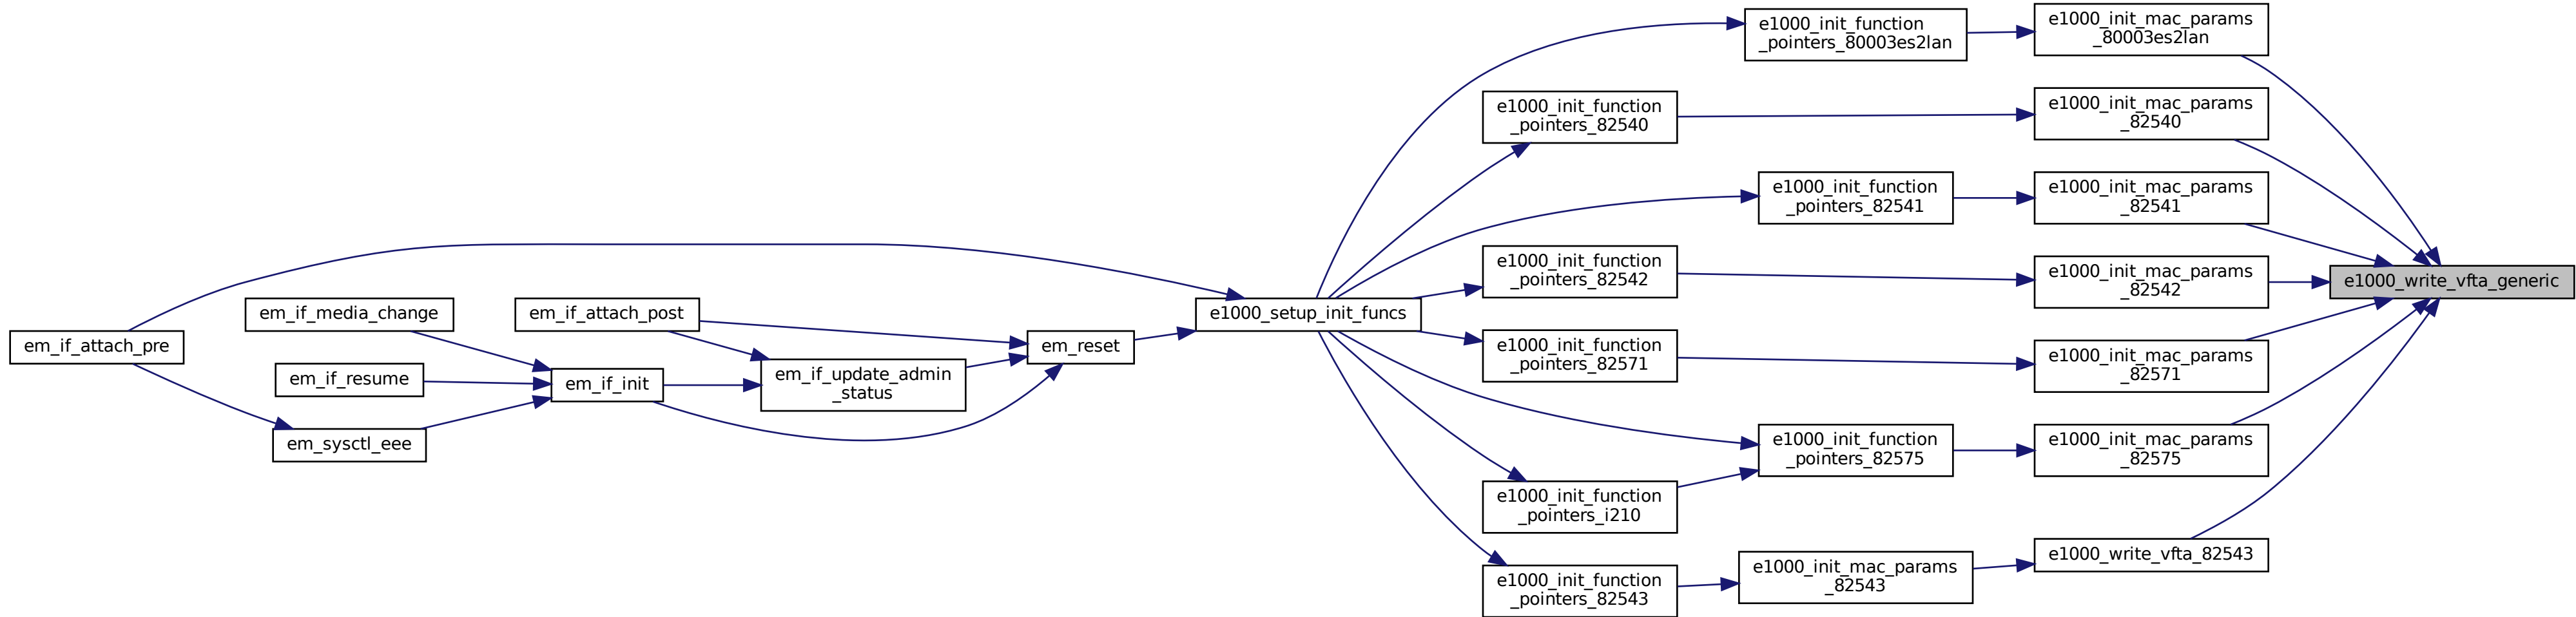 em_if_attach_pre
em_if_media_change
em_if_resume
em_sysctl_eee
em_if_attach_post
em_if_init
em_if_update_admin
_status
em_reset
e1000_setup_init_funcs
e1000_init_function
_pointers_80003es2lan
e1000_init_function
_pointers_82540
e1000_init_function
_pointers_82541
e1000_init_function
_pointers_82542
e1000_init_function
_pointers_82571
e1000_init_function
_pointers_82575
e1000_init_function
_pointers_i210
e1000_init_function
_pointers_82543
e1000_init_mac_params
_82543
e1000_init_mac_params
_80003es2lan
e1000_init_mac_params
_82540
e1000_init_mac_params
_82541
e1000_init_mac_params
_82542
e1000_init_mac_params
_82571
e1000_init_mac_params
_82575
e1000_write_vfta_82543
e1000_write_vfta_generic